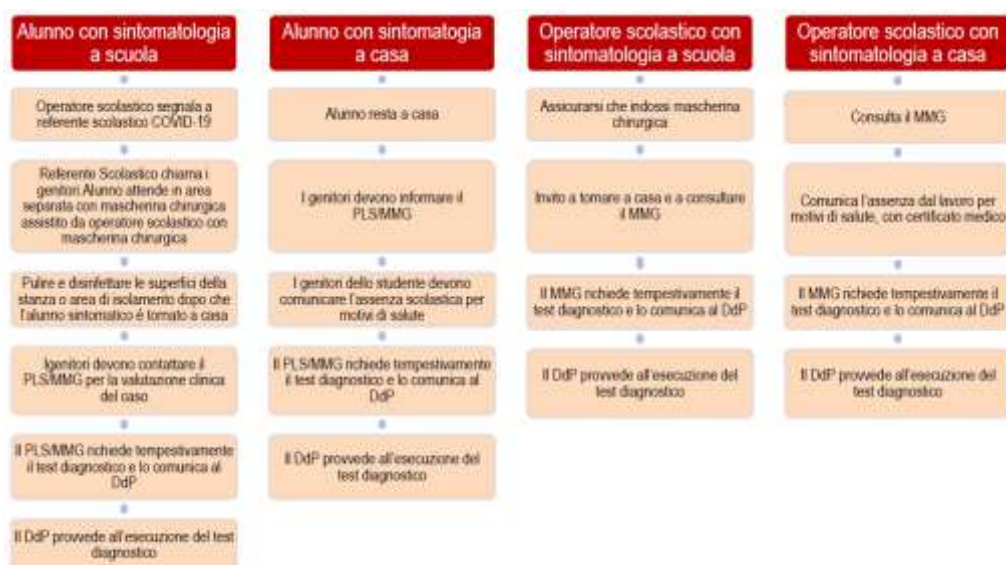 Alunno con sintomatologia
a scuola
Operatore scolastico segnala a
referente scolastico COVID-19
Referente Scolastico chiama i
genitori.Alunno attende in area
separata con mascherina chirurgica
assistito da operatore scolastico con
mascherina chirurgica
Pulire e disinfettare le superfici della
stanza o area di isolamento dopo che
l'alunno sintomatico é tornato a casa
Igenitori devono contattare il
PLS/MMG per la valutazione clinica
del caso
Il PLS/MMG richiede tempestivamente
il test diagnostico e lo comunica al
DdP
Il DdP provvede all'esecuzione del test
diagnostico
Alunno con sintomatogia
a casa
Alunno resta a casa
I genitori devono informare il
PLS/MMG
I genitori dello studente devono
comunicare l'assenza scolastica per
motivi di salute
Il PLS/MMG richiede tempestivamente
il test diagnostico e lo comunica al
DdP
Il DdP provvede all'esecuzione del
test diagnostico
Operatore scolastico con
sintomatologia a scuola
Assicurarsi che indossi mascherina
chirurgica
Invito a tornare a casa e a consultare
il MMG
Il MMG richiede tempestivamente il
test diagnostico e lo comunica al DdP
Il DdP provvede all'esecuzione del
test diagnostico
Operatore scolastico con
sintomatologia a casa
Consulta il MMG
Comunica l'assenza dal lavoro per
motivi di salute, con certificato medico
Il MMG richiede tempestivamente il
test diagnostico e lo comunica al DdP
Il DdP provvede all'esecuzione del
test diagnostico